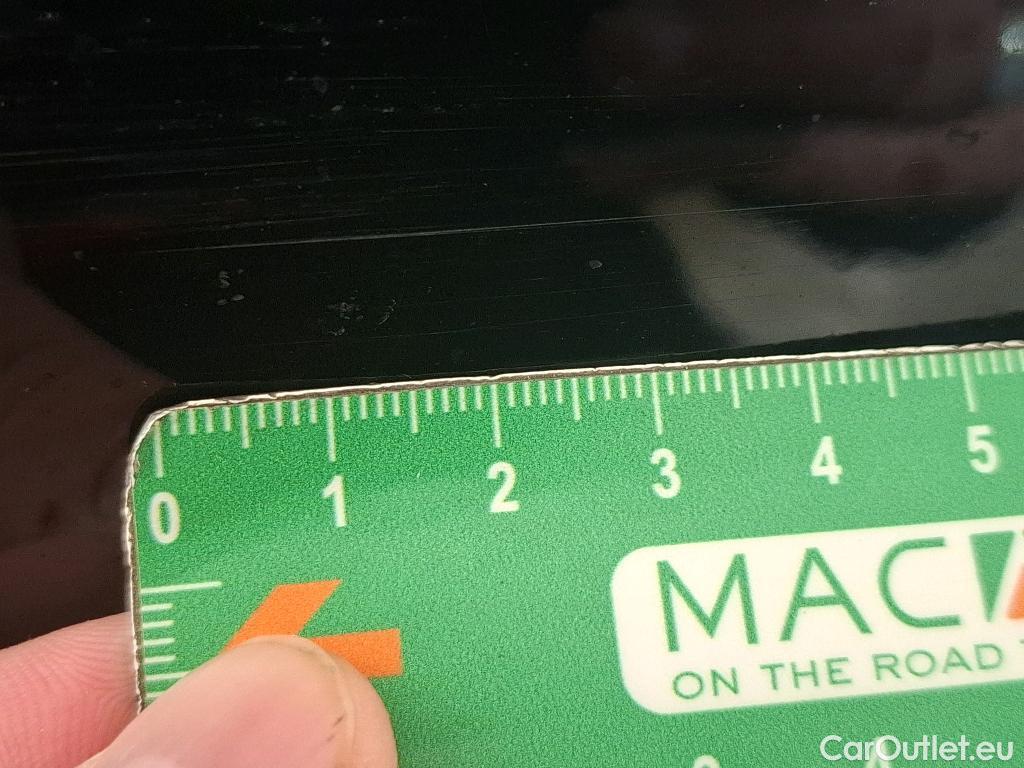 0 1 2 3 4 5
MAC
ON THE ROAD
CarOutlet.eu